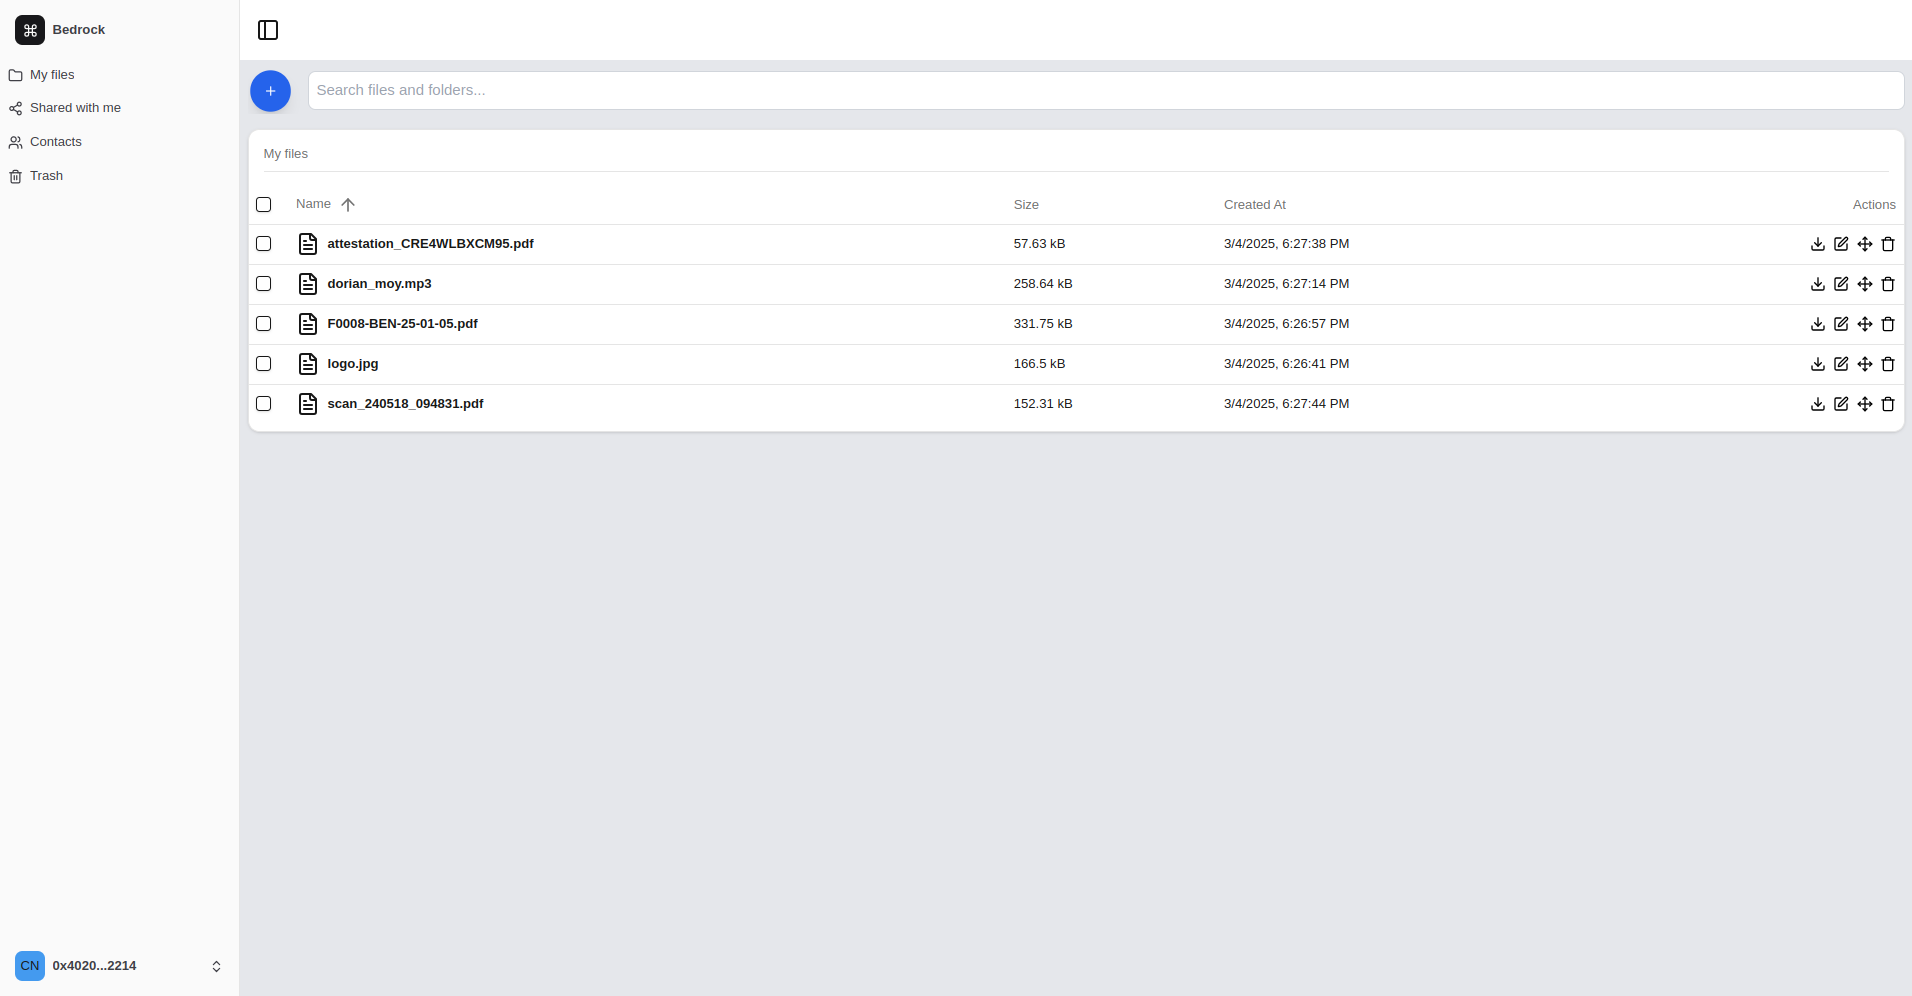 Bedrock
My files
Shared with me
Contacts
Trash
Search files and folders...
My files
Name Size Created At Actions
attestation_CRE4WLBXCM95.pdf 57.63 kB 3/4/2025, 6:27:38 PM
dorian_moy.mp3 258.64 kB 3/4/2025, 6:27:14 PM
F0008-BEN-25-01-05.pdf 331.75 kB 3/4/2025, 6:26:57 PM
logo.jpg 166.5 kB 3/4/2025, 6:26:41 PM
scan_240518_094831.pdf 152.31 kB 3/4/2025, 6:27:44 PM
CN 0x4020...2214